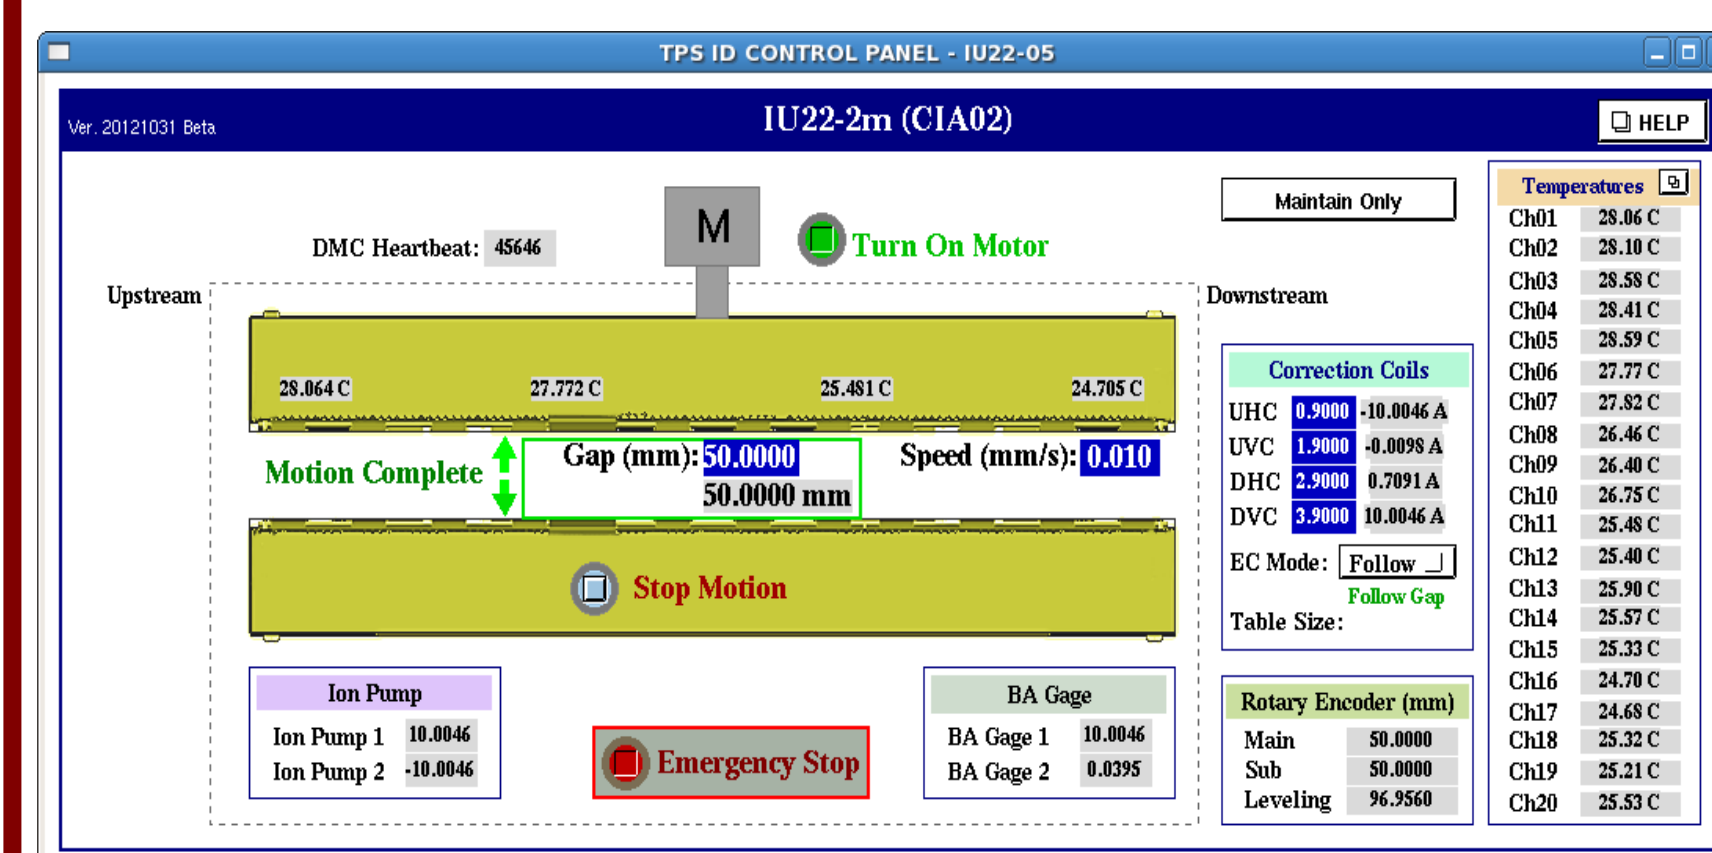 TPS ID CONTROL PANEL - IU22-05
Ver. 20121031 Beta
IU22-2m (CIA02)
HELP
M
DMC Heartbeat: 45646
Turn On Motor
Maintain Only
Upstream
Downstream
28.064 C 27.772 C 25.481 C 24.705 C
Motion Complete
Gap (mm): 50.0000
50.0000 mm
Speed (mm/s): 0.010
Stop Motion
Ion Pump
Ion Pump 1 10.0046
Ion Pump 2 -10.0046
Emergency Stop
BA Gage
BA Gage 1 10.0046
BA Gage 2 0.0395
Correction Coils
UHC 0.9000 -10.0046 A
UVC 1.9000 -0.0098 A
DHC 2.9000 0.7091 A
DVC 3.9000 10.0046 A
EC Mode: Follow
Follow Gap
Table Size:
Rotary Encoder (mm)
Main 50.0000
Sub 50.0000
Leveling 96.9560
Temperatures
Ch01 28.06 C
Ch02 28.10 C
Ch03 28.58 C
Ch04 28.41 C
Ch05 28.59 C
Ch06 27.77 C
Ch07 27.82 C
Ch08 26.46 C
Ch09 26.40 C
Ch10 26.75 C
Ch11 25.48 C
Ch12 25.40 C
Ch13 25.90 C
Ch14 25.57 C
Ch15 25.33 C
Ch16 24.70 C
Ch17 24.68 C
Ch18 25.32 C
Ch19 25.21 C
Ch20 25.53 C